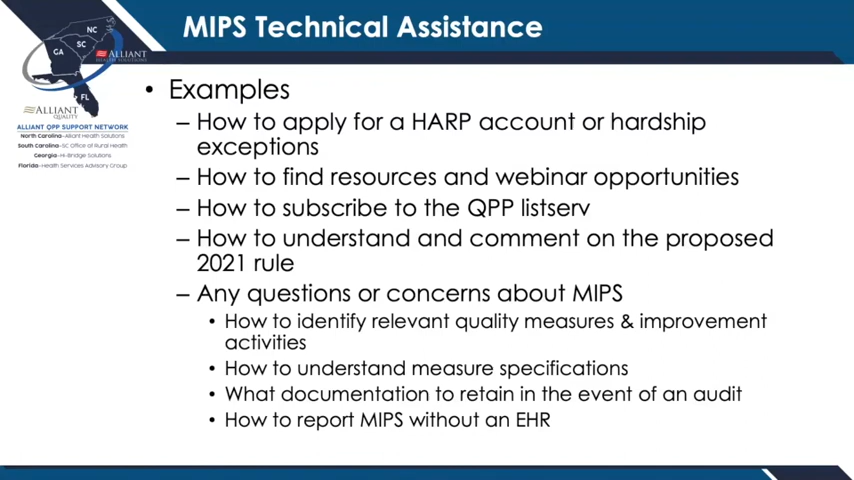 MIPS Technical Assistance
NC
SC
GA
ALLIANT
HEALTH SOLUTIONS
FL
ALLIANT
QUALITY
ALLIANT QPP SUPPORT NETWORK
North Carolina-Alliant Health Solutions
South Carolina-SC Office of Rural Health
Georgia-Hi-Bridge Solutions
Florida-Health Services Advisory Group
• Examples
– How to apply for a HARP account or hardship
exceptions
– How to find resources and webinar opportunities
– How to subscribe to the QPP listserv
– How to understand and comment on the proposed
2021 rule
– Any questions or concerns about MIPS
• How to identify relevant quality measures & improvement
activities
• How to understand measure specifications
• What documentation to retain in the event of an audit
• How to report MIPS without an EHR